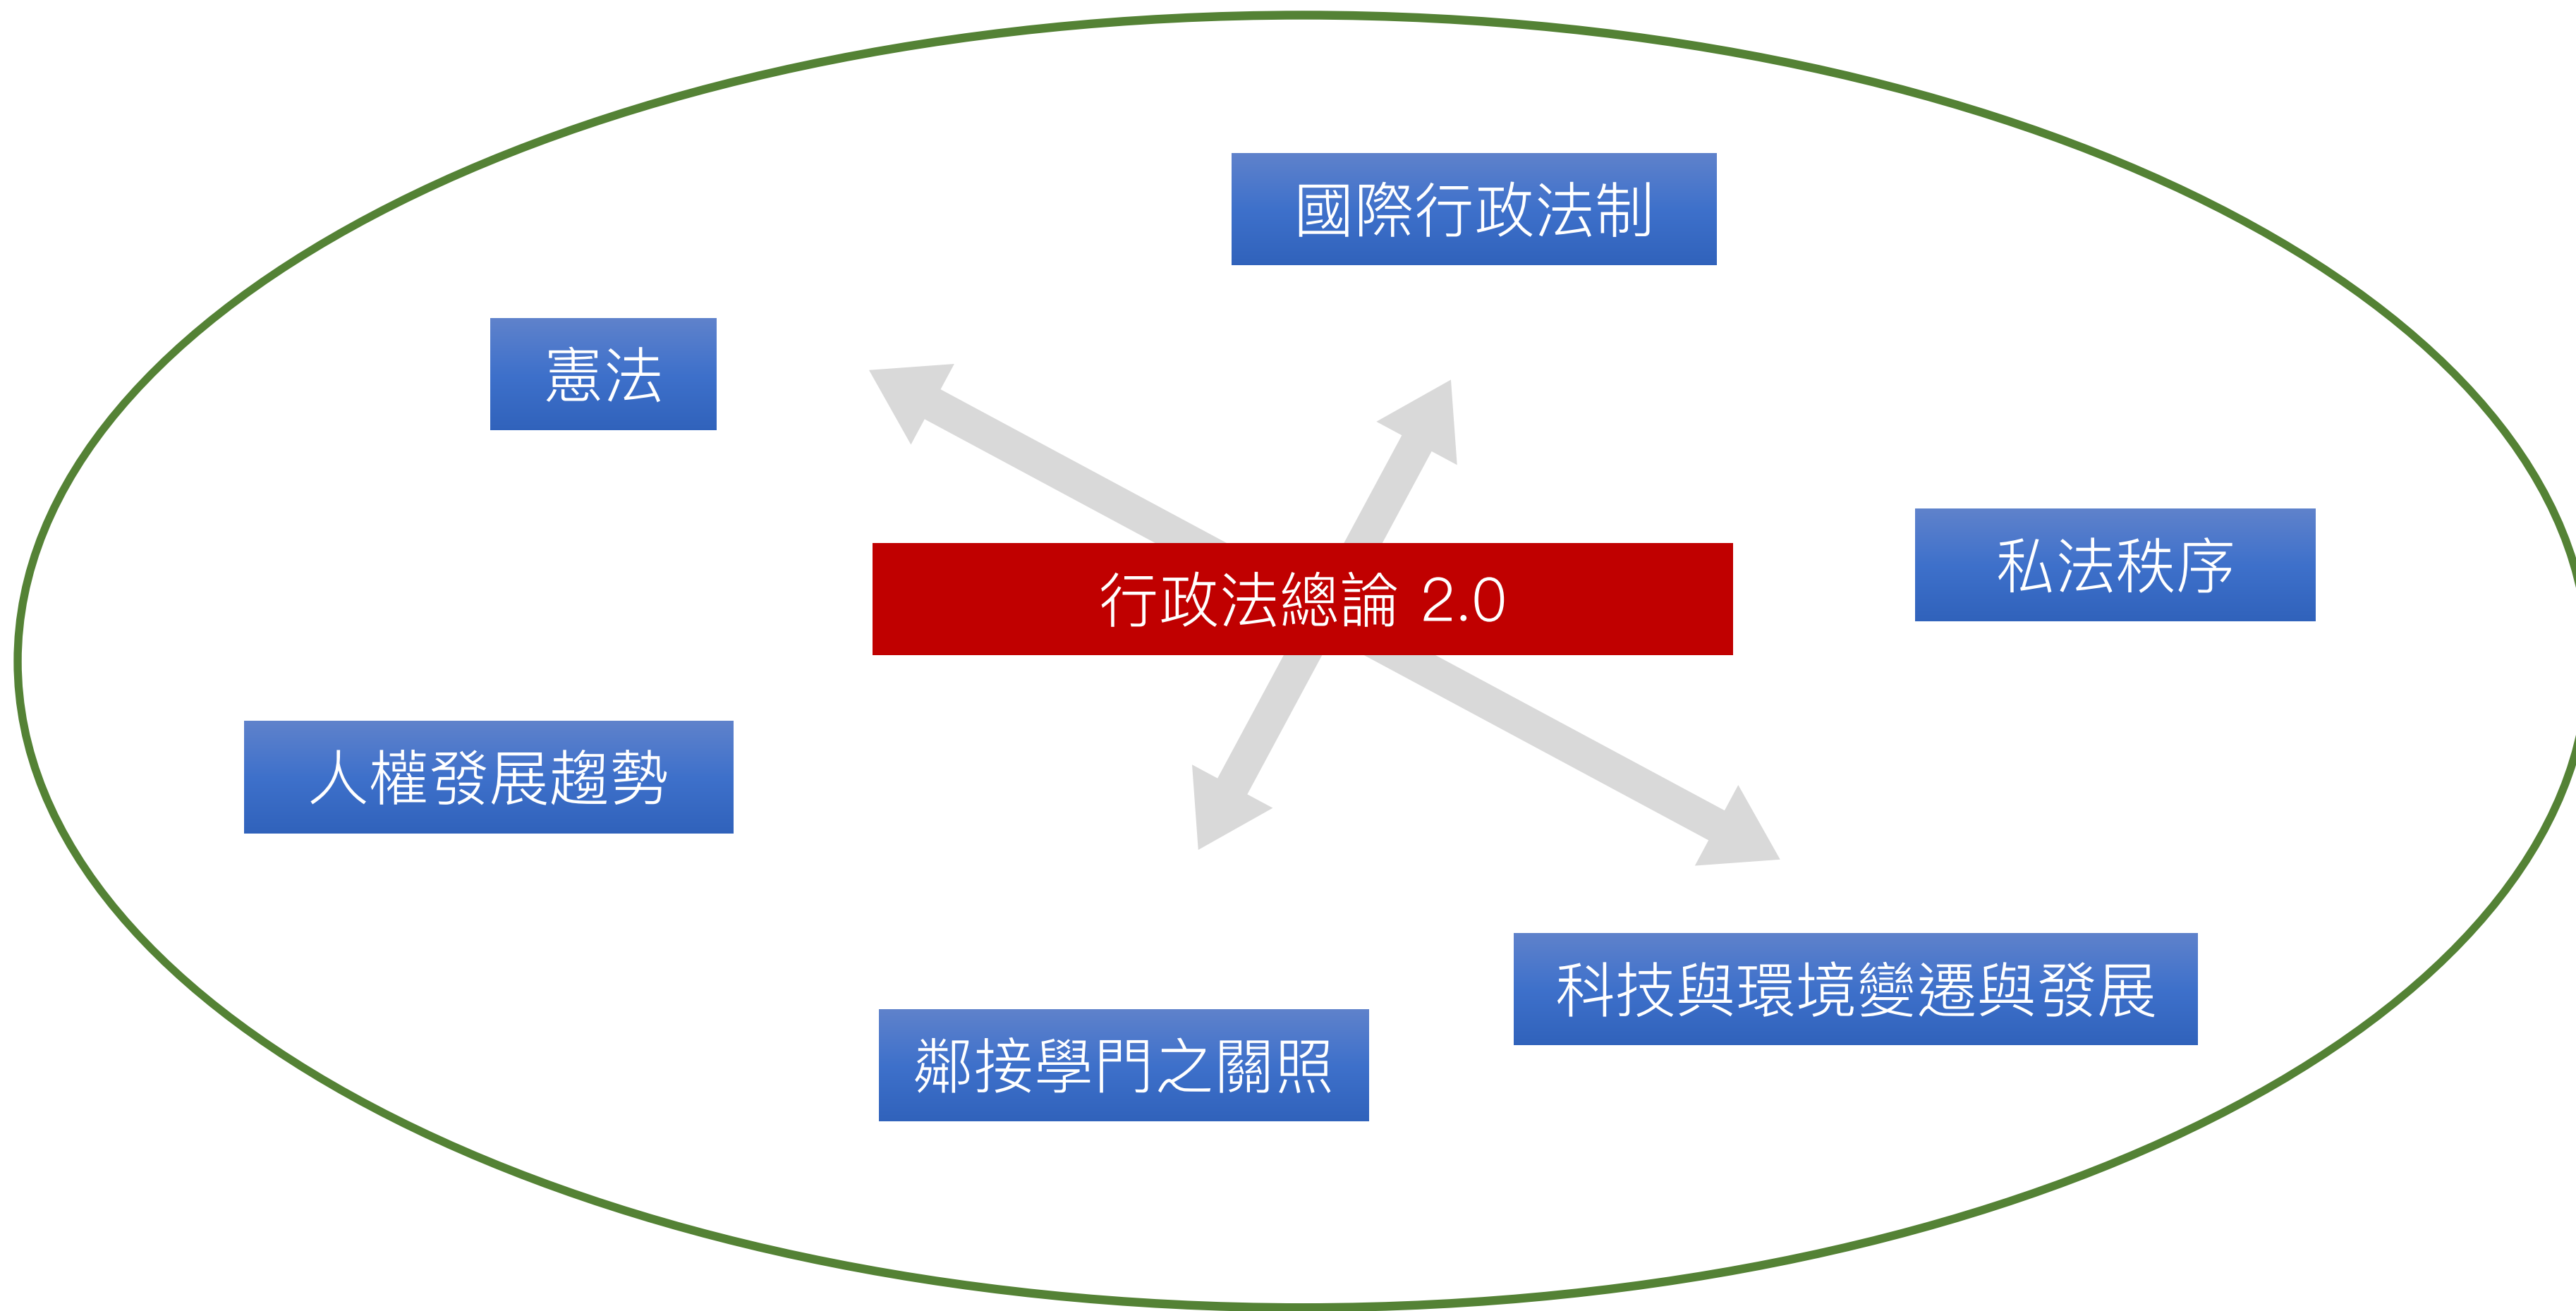 國際行政法制
憲法
私法秩序
行政法總論 2.0
人權發展趨勢
科技與環境變遷與發展
鄰接學門之關照